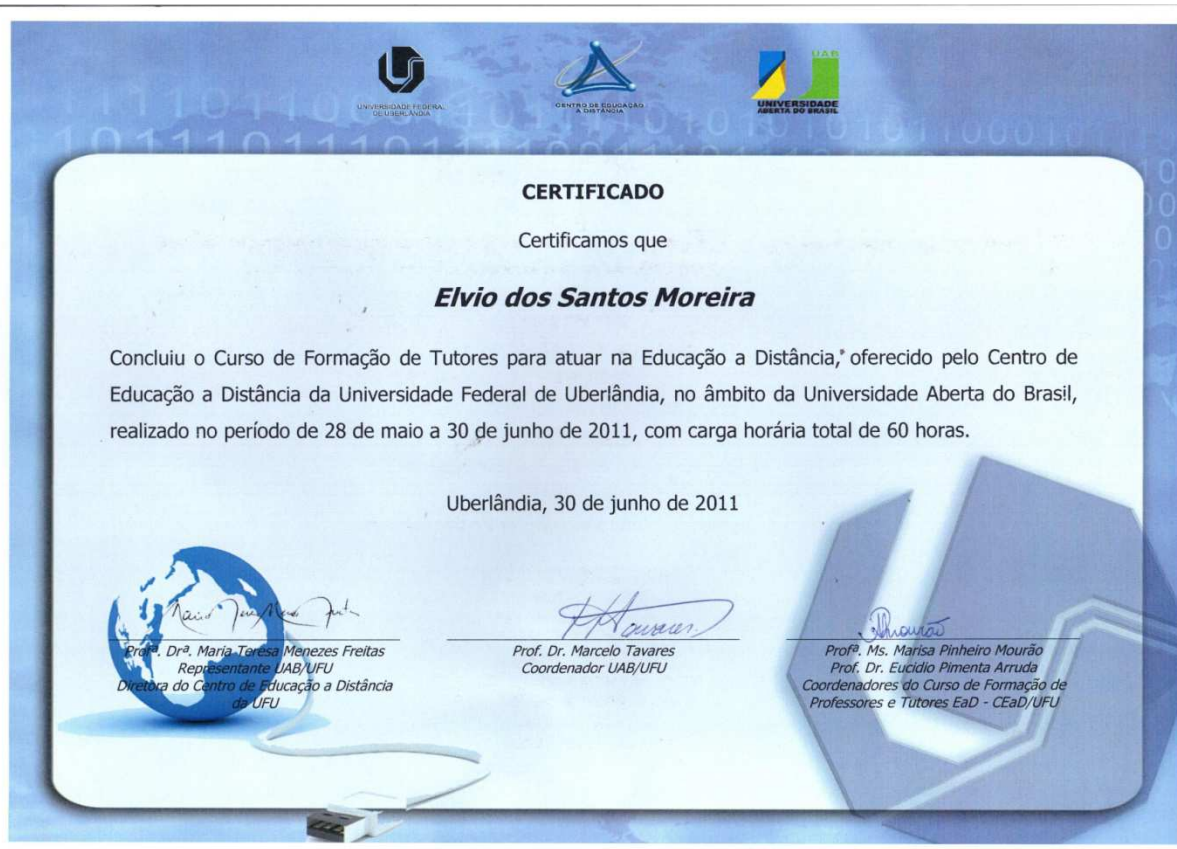 UNIVERSIDADE FEDERAL
DE UBERLÂNDIA
CENTRO DE EDUCAÇÃO
A DISTÂNCIA
UAB
UNIVERSIDADE
ABERTA DO BRASIL
CERTIFICADO
Certificamos que
Elvio dos Santos Moreira
Concluiu o Curso de Formação de Tutores para atuar na Educação a Distância, oferecido pelo Centro de
Educação a Distância da Universidade Federal de Uberlândia, no âmbito da Universidade Aberta do Brasil,
realizado no período de 28 de maio a 30 de junho de 2011, com carga horária total de 60 horas.
Uberlândia, 30 de junho de 2011
Profª. Drª. Maria Teresa Menezes Freitas
Representante UAB/UFU
Diretora do Centro de Educação a Distância
da UFU
Prof. Dr. Marcelo Tavares
Coordenador UAB/UFU
Profª. Ms. Marisa Pinheiro Mourão
Prof. Dr. Eucidio Pimenta Arruda
Coordenadores do Curso de Formação de
Professores e Tutores EaD - CEaD/UFU